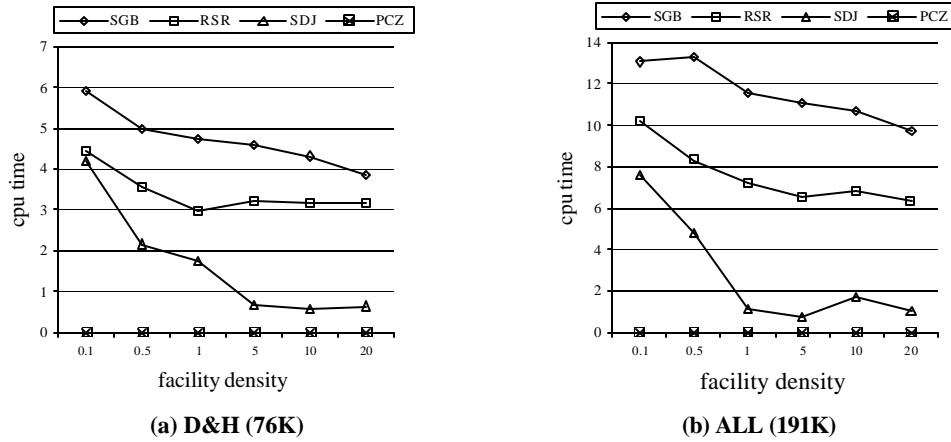 SGB RSR SDJ PCZ
7
6
5
4
3
2
1
0
cpu time
0.1 0.5 1 5 10 20
facility density
(a) D&H (76K)
SGB RSR SDJ PCZ
14
12
10
8
6
4
2
0
cpu time
0.1 0.5 1 5 10 20
facility density
(b) ALL (191K)